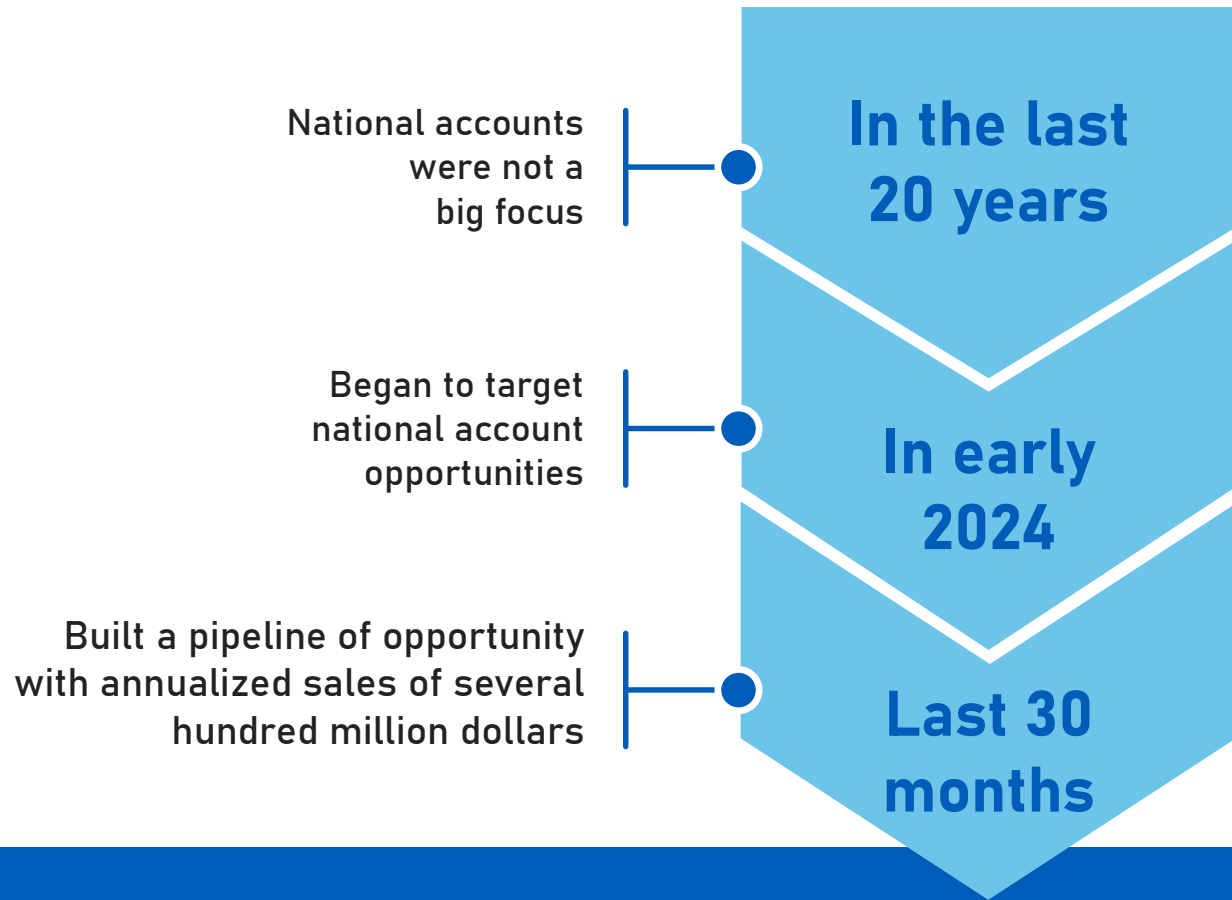 National accounts
were not a
big focus
In the last
20 years
Began to target
national account
opportunities
In early
2024
Built a pipeline of opportunity
with annualized sales of several
hundred million dollars
Last 30
months